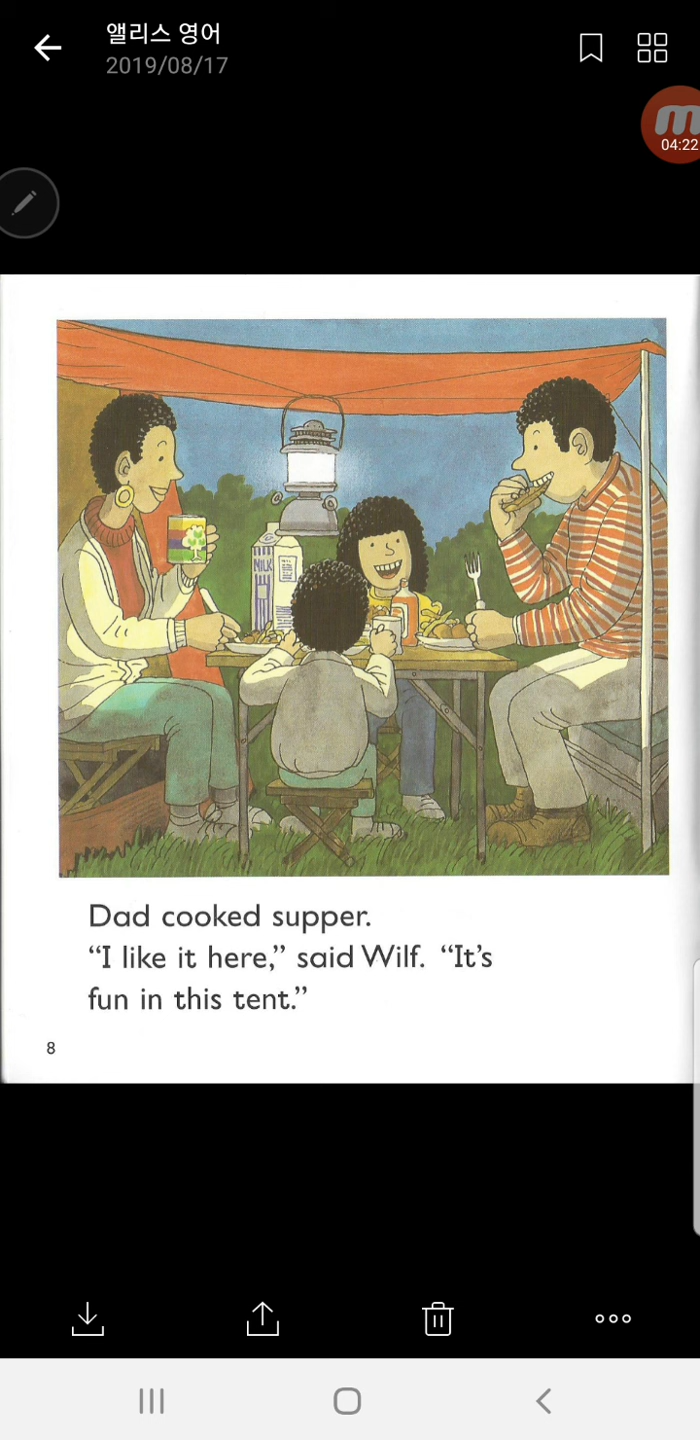 앨리스 영어
2019/08/17
04:22
MILK
Dad cooked supper.
“I like it here,” said Wilf.  “It’s
fun in this tent.”
8